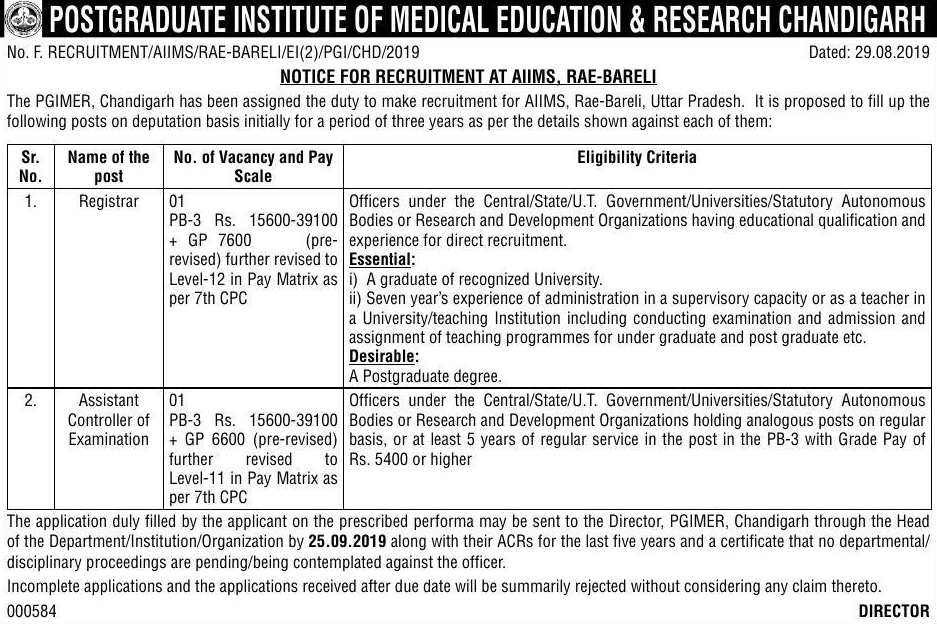 POSTGRADUATE INSTITUTE OF MEDICAL EDUCATION & RESEARCH CHANDIGARH
No. F. RECRUITMENT/AIIMS/RAE-BARELI/EI(2)/PGI/CHD/2019 Dated: 29.08.2019
NOTICE FOR RECRUITMENT AT AIIMS, RAE-BARELI
The PGIMER, Chandigarh has been assigned the duty to make recruitment for AIIMS, Rae-Bareli, Uttar Pradesh. It is proposed to fill up the
following posts on deputation basis initially for a period of three years as per the details shown against each of them:
Sr.
No.
Name of the
post
No. of Vacancy and Pay
Scale
Eligibility Criteria
1.
Registrar
01
PB-3 Rs. 15600-39100
+ GP 7600 (pre-
revised) further revised to
Level-12 in Pay Matrix as
per 7th CPC
Officers under the Central/State/U.T. Government/Universities/Statutory Autonomous
Bodies or Research and Development Organizations having educational qualification and
experience for direct recruitment.
Essential:
i) A graduate of recognized University.
ii) Seven year's experience of administration in a supervisory capacity or as a teacher in
a University/teaching Institution including conducting examination and admission and
assignment of teaching programmes for under graduate and post graduate etc.
Desirable:
A Postgraduate degree.
2.
Assistant
Controller of
Examination
01
PB-3 Rs. 15600-39100
+ GP 6600 (pre-revised)
further revised to
Level-11 in Pay Matrix as
per 7th CPC
Officers under the Central/State/U.T. Government/Universities/Statutory Autonomous
Bodies or Research and Development Organizations holding analogous posts on regular
basis, or at least 5 years of regular service in the post in the PB-3 with Grade Pay of
Rs. 5400 or higher
The application duly filled by the applicant on the prescribed performa may be sent to the Director, PGIMER, Chandigarh through the Head
of the Department/Institution/Organization by 25.09.2019 along with their ACRs for the last five years and a certificate that no departmental/
disciplinary proceedings are pending/being contemplated against the officer.
Incomplete applications and the applications received after due date will be summarily rejected without considering any claim thereto.
000584 DIRECTOR